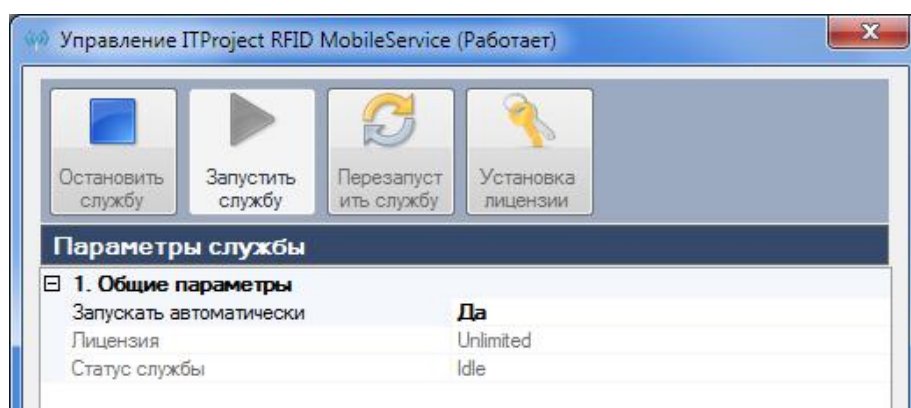 Управление ITProject RFID MobileService (Работает)
Остановить
службу
Запустить
службу
Перезапуст
ить службу
Установка
лицензии
Параметры службы
1. Общие параметры
Запускать автоматически Да
Лицензия Unlimited
Статус службы Idle